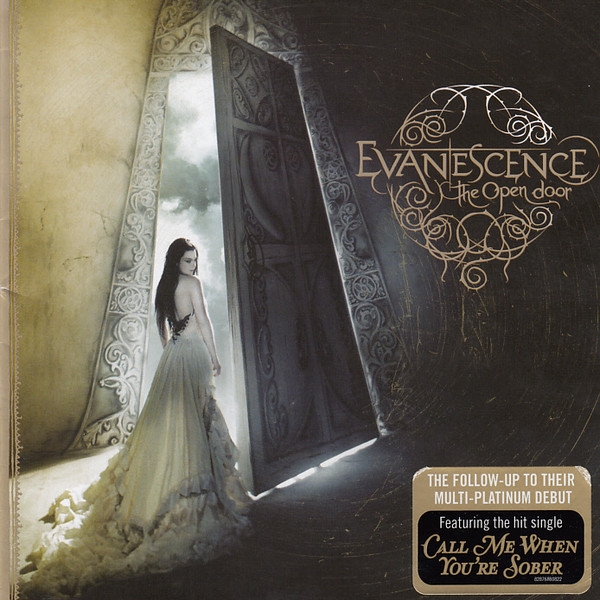 EVANESCENCE
the Open door
THE FOLLOW-UP TO THEIR
MULTI-PLATINUM DEBUT
Featuring the hit single
CALL ME WHEN
YOU'RE SOBER